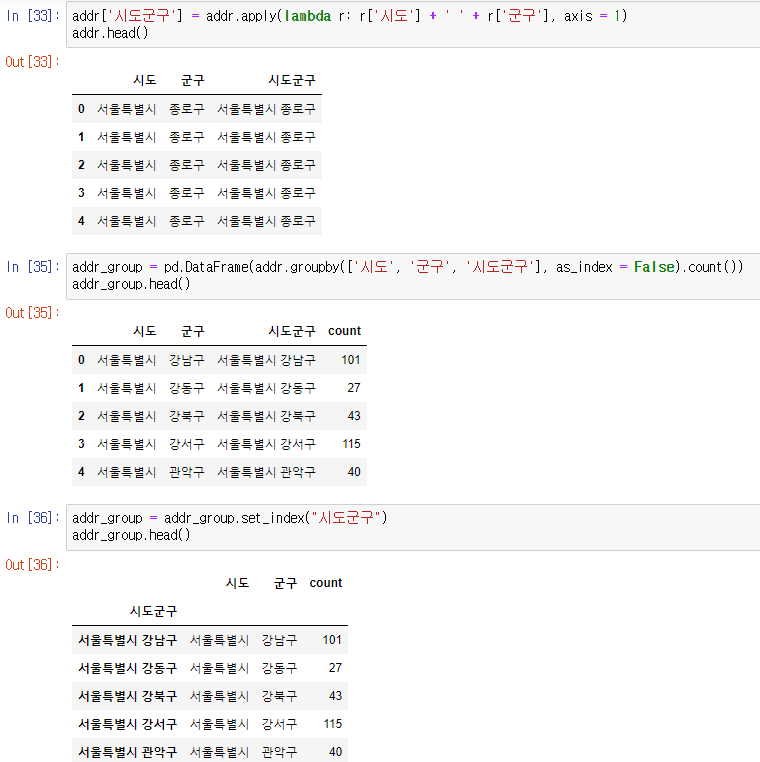 In [33]: addr['시도군구'] = addr.apply(lambda r: r['시도'] + ' ' + r['군구'], axis = 1)
addr.head()
Out[33]:
시도 군구 시도군구
0 서울특별시 종로구 서울특별시 종로구
1 서울특별시 종로구 서울특별시 종로구
2 서울특별시 종로구 서울특별시 종로구
3 서울특별시 종로구 서울특별시 종로구
4 서울특별시 종로구 서울특별시 종로구
In [35]: addr_group = pd.DataFrame(addr.groupby(['시도', '군구', '시도군구'], as_index = False).count())
addr_group.head()
Out[35]:
시도 군구 시도군구 count
0 서울특별시 강남구 서울특별시 강남구 101
1 서울특별시 강동구 서울특별시 강동구 27
2 서울특별시 강북구 서울특별시 강북구 43
3 서울특별시 강서구 서울특별시 강서구 115
4 서울특별시 관악구 서울특별시 관악구 40
In [36]: addr_group = addr_group.set_index("시도군구")
addr_group.head()
Out[36]:
시도 군구 count
시도군구
서울특별시 강남구 서울특별시 강남구 101
서울특별시 강동구 서울특별시 강동구 27
서울특별시 강북구 서울특별시 강북구 43
서울특별시 강서구 서울특별시 강서구 115
서울특별시 관악구 서울특별시 관악구 40